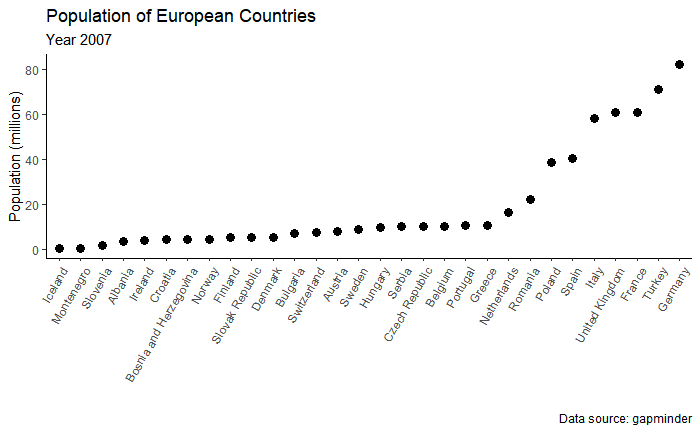 Population of European Countries
Year 2007
Population (millions)
80
60
40
20
0
Iceland
Montenegro
Slovenia
Albania
Ireland
Croatia
Bosnia and Herzegovina
Norway
Finland
Slovak Republic
Denmark
Bulgaria
Switzerland
Austria
Sweden
Hungary
Serbia
Czech Republic
Belgium
Portugal
Greece
Netherlands
Romania
Poland
Spain
Italy
United Kingdom
France
Turkey
Germany
Data source: gapminder